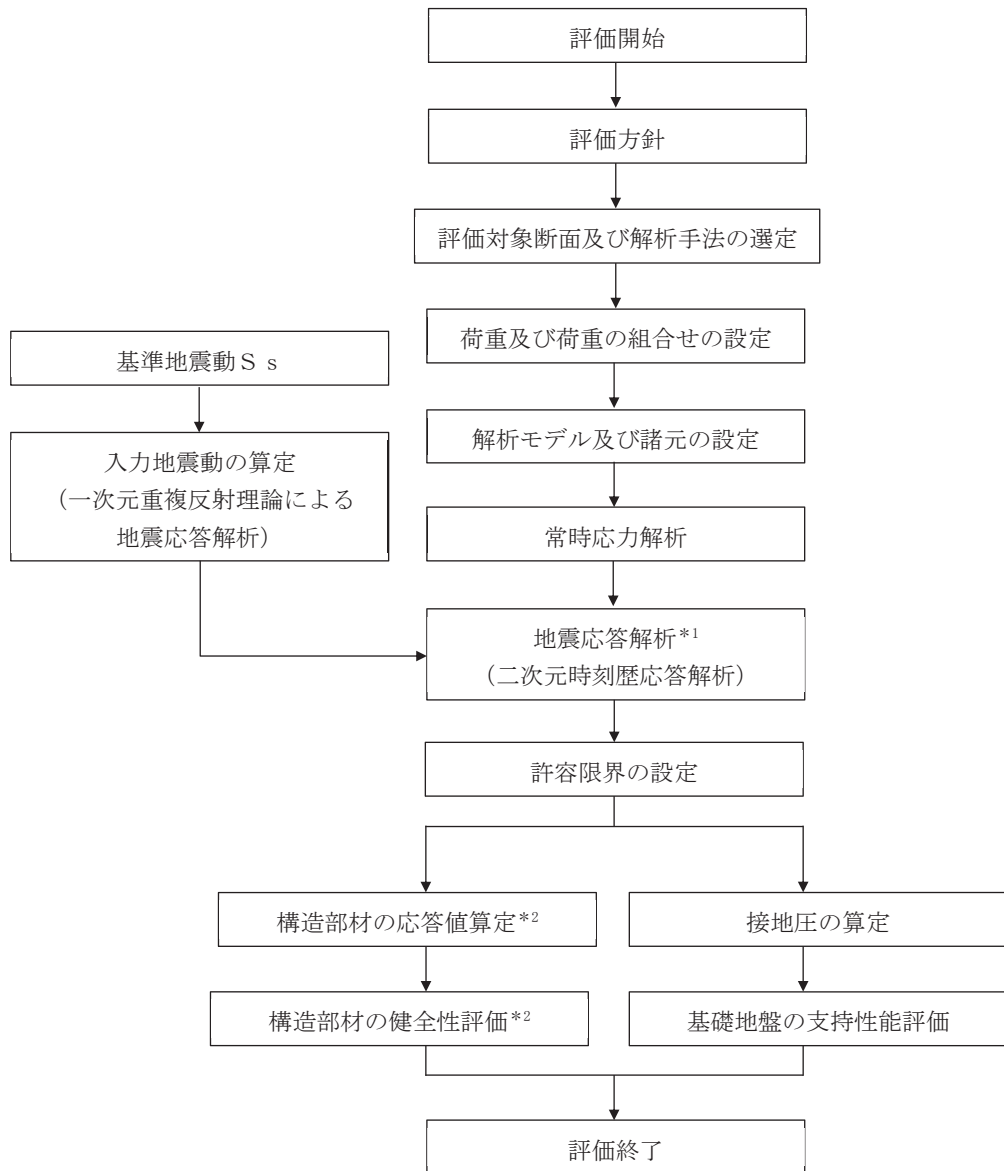 評価開始
評価方針
評価対象断面及び解析手法の選定
荷重及び荷重の組合せの設定
基準地震動Ｓｓ
解析モデル及び諸元の設定
入力地震動の算定
（一次元重複反射理論による
地震応答解析）
常時応力解析
地震応答解析*1
（二次元時刻歴応答解析）
許容限界の設定
構造部材の応答値算定*2
接地圧の算定
構造部材の健全性評価*2
基礎地盤の支持性能評価
評価終了